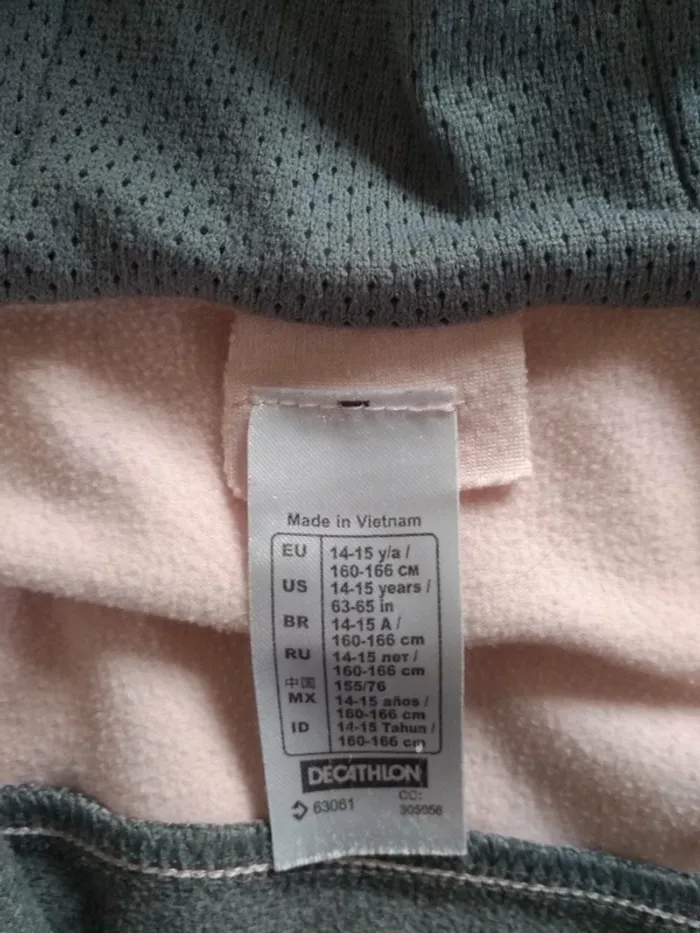 Made in Vietnam
EU 14-15 y/a /
160-166 CM
US 14-15 years /
63-65 in
BR 14-15 A /
160-166 cm
RU 14-15 лет /
160-166 cm
中国 155/76
MX 14-15 años /
160-166 cm
ID 14-15 Tahun /
160-166 cm
DECATHLON
63061
CC:
305056